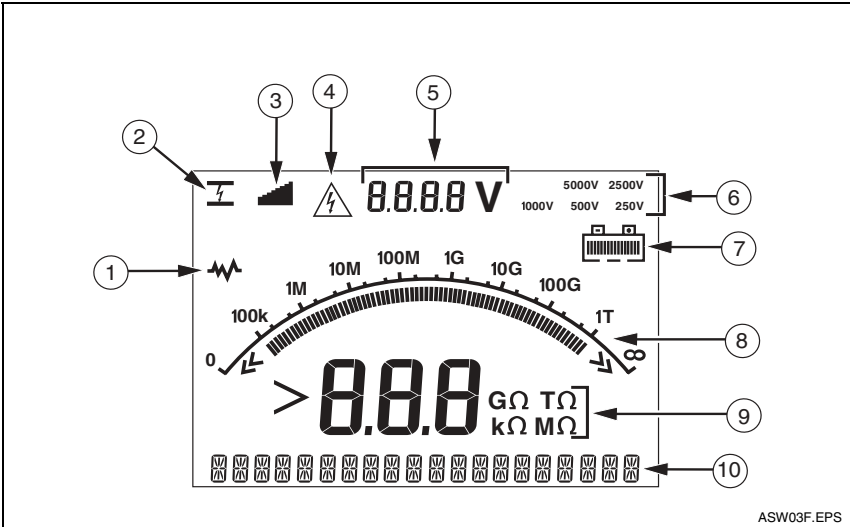 3 4 5
2
8.8.8.8 V
5000V 2500V
1000V 500V 250V
6
7
1
0 100k 1M 10M 100M 1G 10G 100G 1T ∞
8
> 8.8.8
GΩ TΩ
kΩ MΩ
9
10
ASW03F.EPS